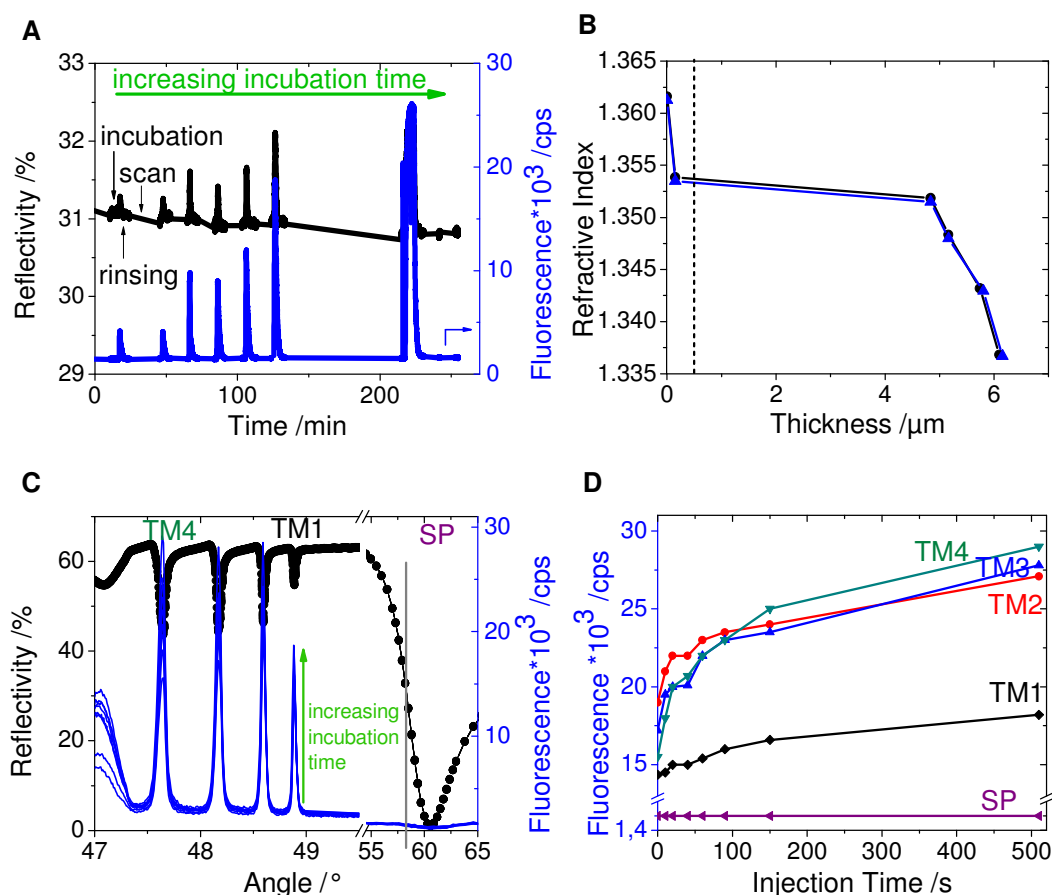 A
33
32
31
30
29
0
100
200
Time /min
Reflectivity /%
30
20
10
0
Fluorescence*10³ /cps
increasing incubation time
incubation
scan
rinsing
B
1.365
1.360
1.355
1.350
1.345
1.340
1.335
0
2
4
6
Thickness /µm
Refractive Index
C
60
40
20
0
47
48
49
55
60
65
Angle /°
Reflectivity /%
30
20
10
0
Fluorescence*10³ /cps
TM4
TM1
SP
increasing
incubation
time
D
30
25
20
15
1,4
0
100
200
300
400
500
Injection Time /s
Fluorescence *10³ /cps
TM4
TM3
TM2
TM1
SP